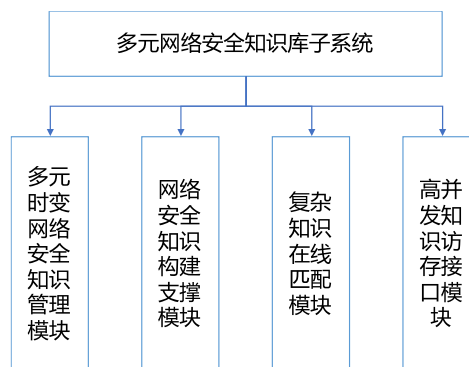 多元网络安全知识库子系统
多元
时变
网络
安全
知识
管理
模块
网络
安全
知识
构建
支撑
模块
复杂
知识
在线
匹配
模块
高并
发知
识访
存接
口模
块